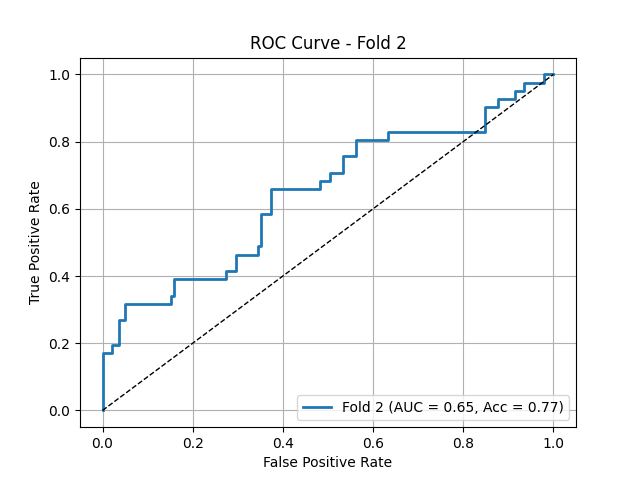 ROC Curve - Fold 2
True Positive Rate
1.0
0.8
0.6
0.4
0.2
0.0
Fold 2 (AUC = 0.65, Acc = 0.77)
0.0 0.2 0.4 0.6 0.8 1.0
False Positive Rate